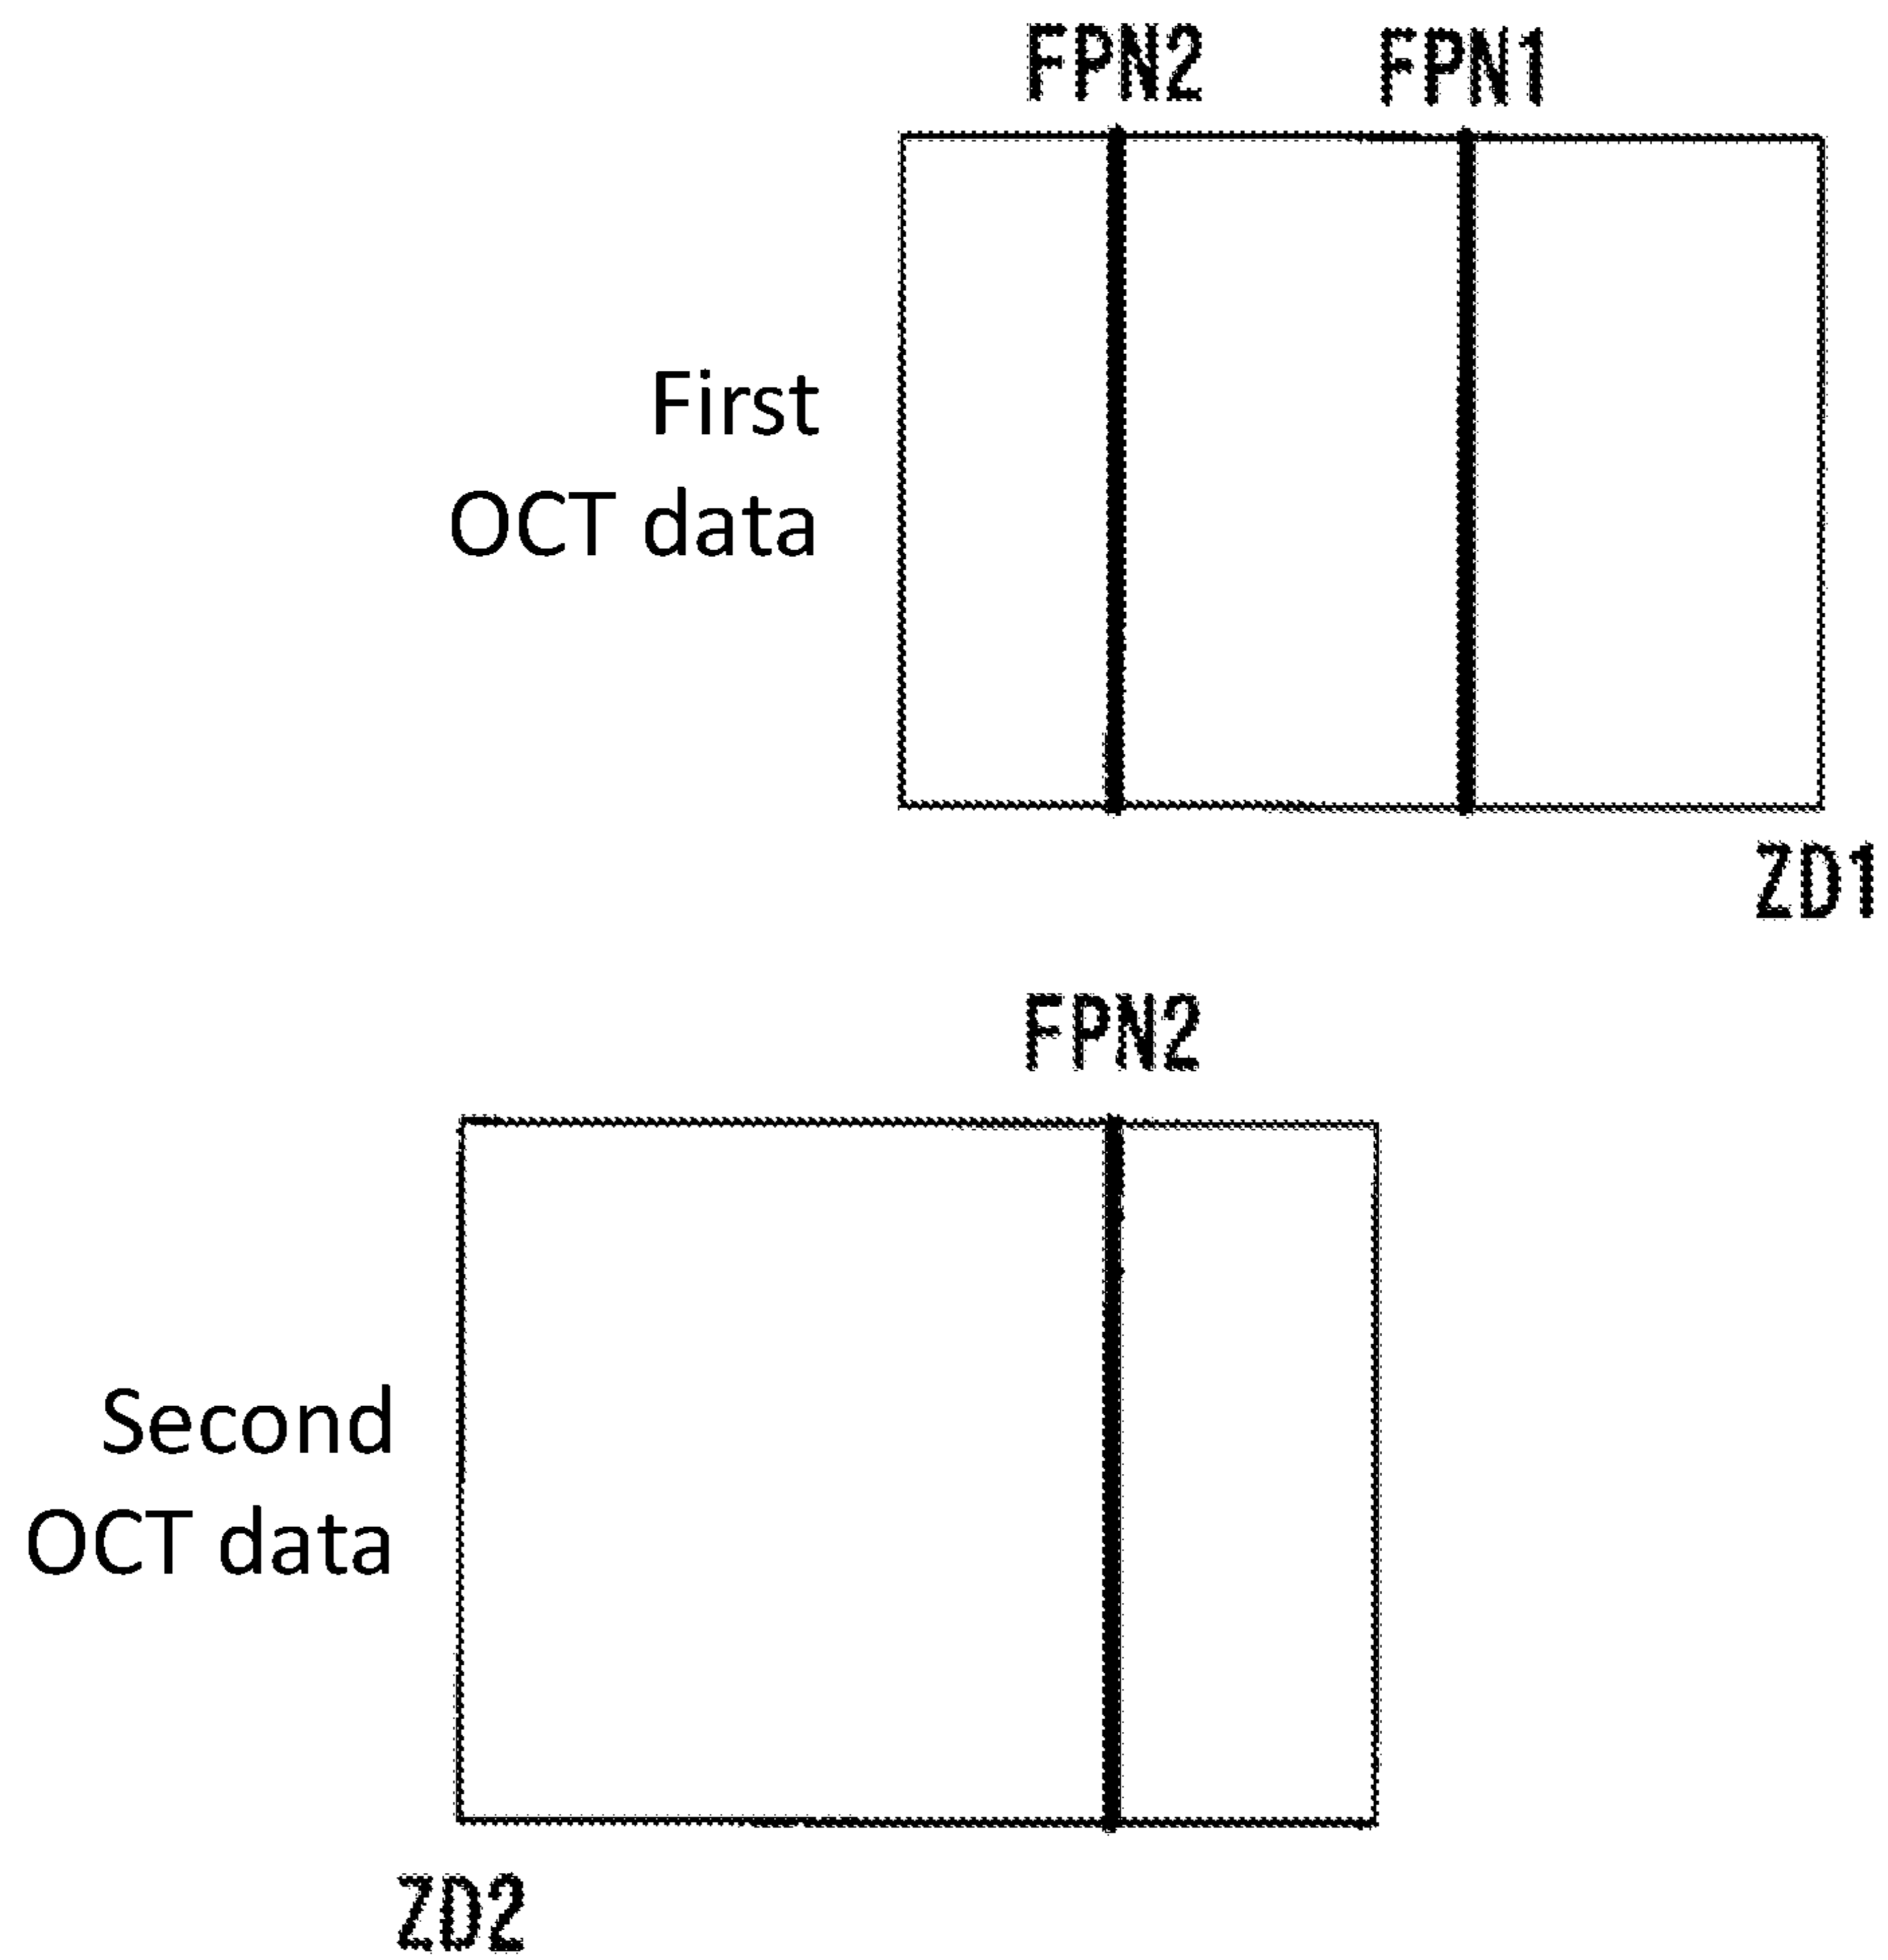 FPN2 FPN1
First
OCT data
ZD1
FPN2
Second
OCT data
ZD2